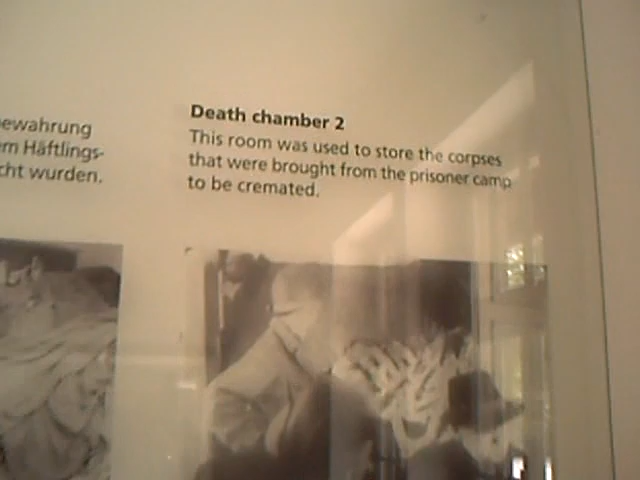 ewahrung
m Häftlings-
cht wurden.
Death chamber 2
This room was used to store the corpses
that were brought from the prisoner camp
to be cremated.